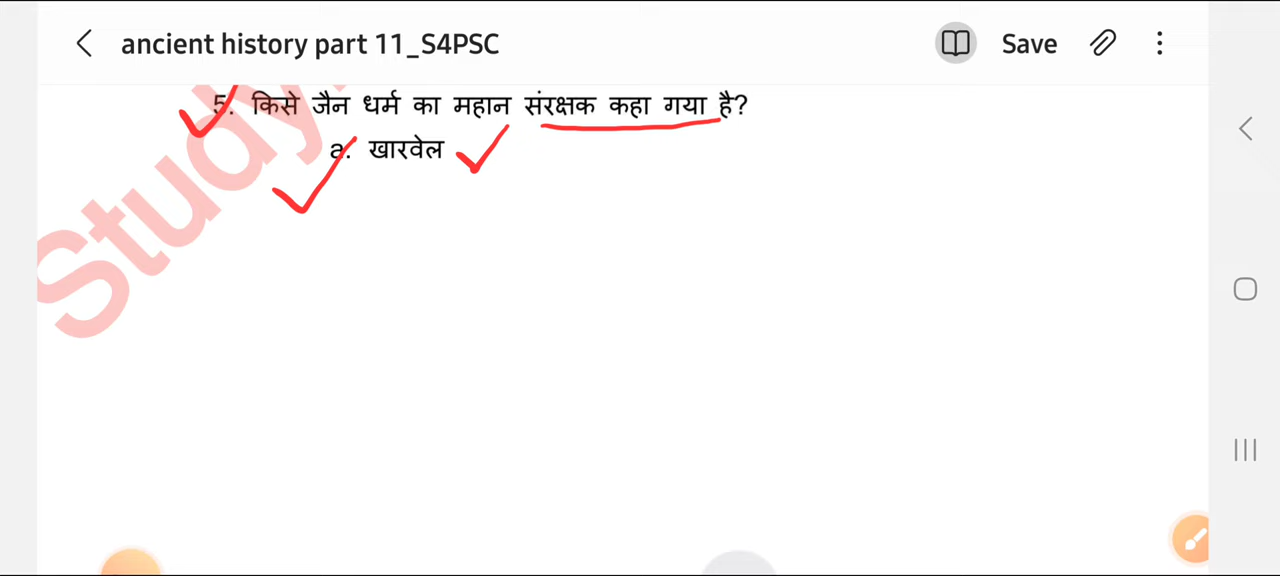 ancient history part 11_S4PSC
Save
5. किसे जैन धर्म का महान संरक्षक कहा गया है?
a. खारवेल
Study